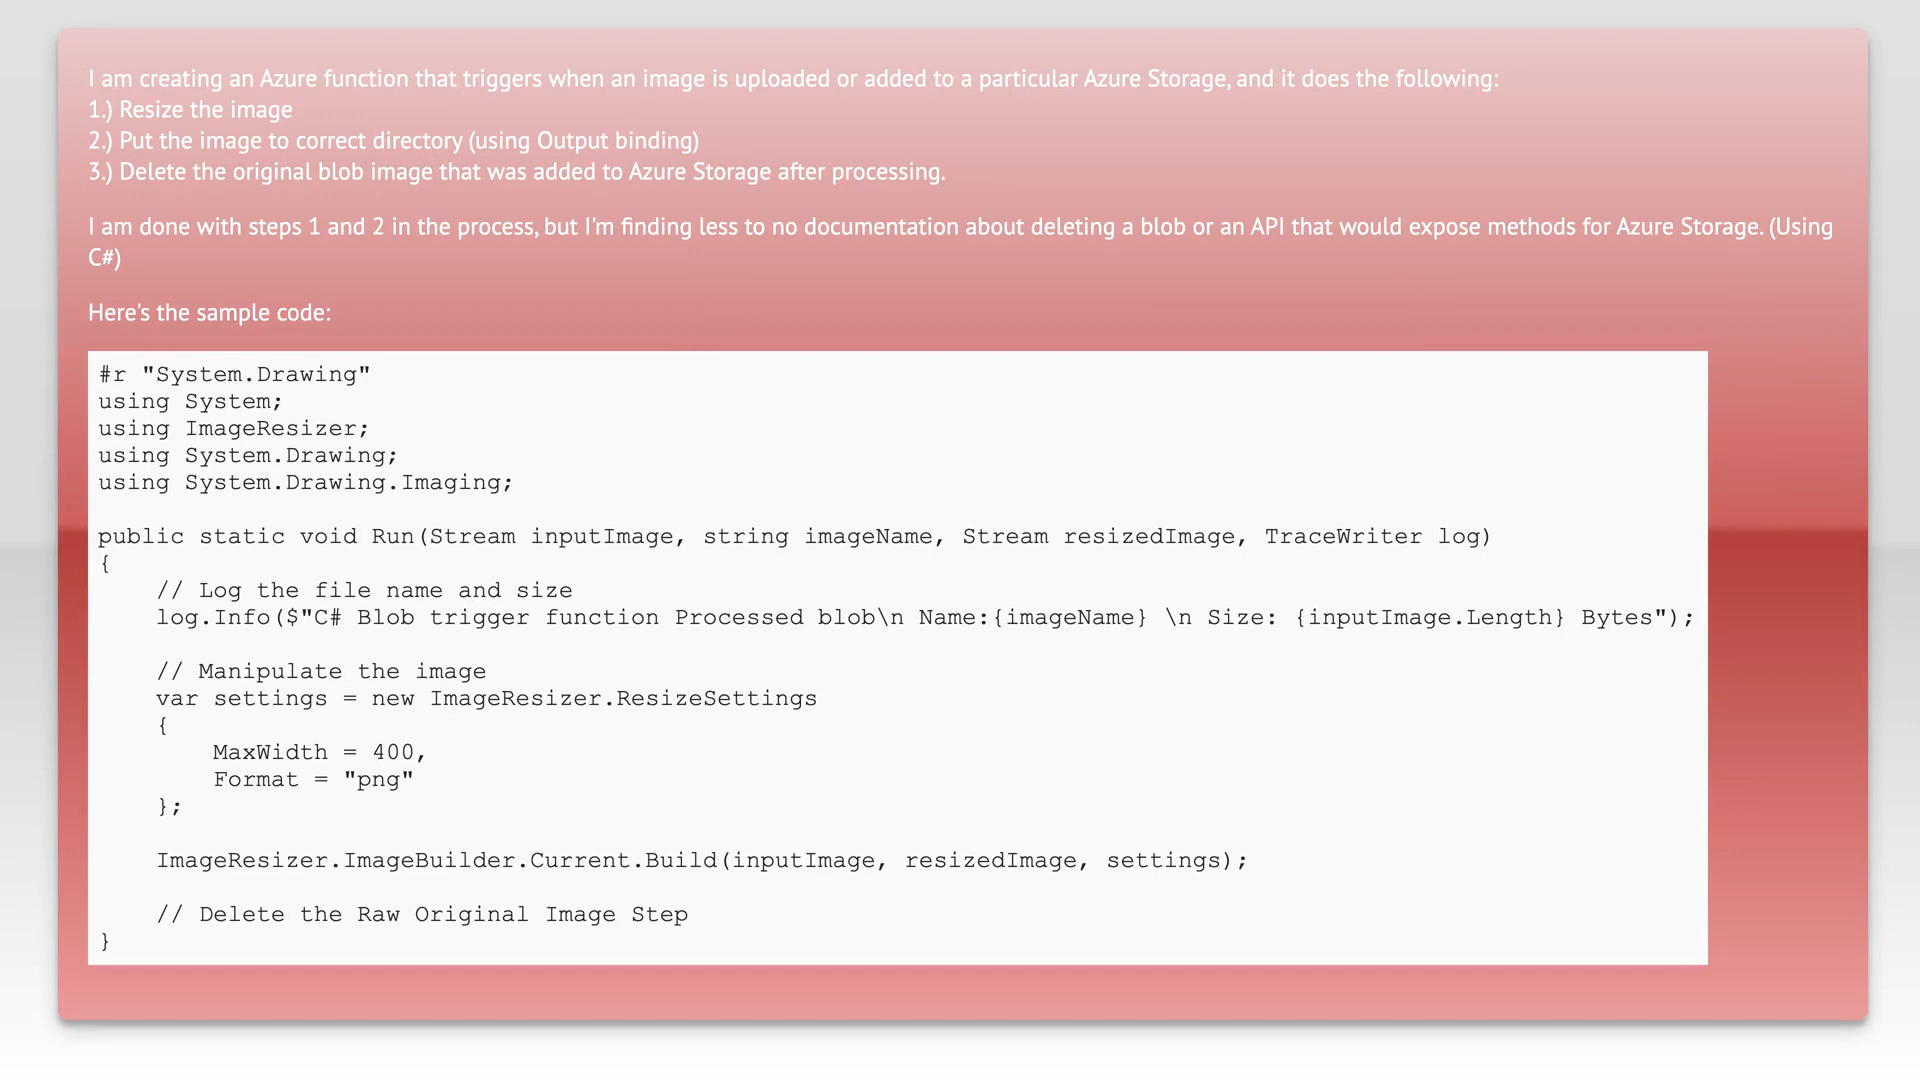 I am creating an Azure function that triggers when an image is uploaded or added to a particular Azure Storage, and it does the following:
1.) Resize the image
2.) Put the image to correct directory (using Output binding)
3.) Delete the original blob image that was added to Azure Storage after processing.
I am done with steps 1 and 2 in the process, but I'm finding less to no documentation about deleting a blob or an API that would expose methods for Azure Storage. (Using
C#)
Here's the sample code:
#r "System.Drawing"
using System;
using ImageResizer;
using System.Drawing;
using System.Drawing.Imaging;
public static void Run(Stream inputImage, string imageName, Stream resizedImage, TraceWriter log)
{
    // Log the file name and size
    log.Info($"C# Blob trigger function Processed blob\n Name:{imageName} \n Size: {inputImage.Length} Bytes");
    // Manipulate the image
    var settings = new ImageResizer.ResizeSettings
    {
        MaxWidth = 400,
        Format = "png"
    };
    ImageResizer.ImageBuilder.Current.Build(inputImage, resizedImage, settings);
    // Delete the Raw Original Image Step
}